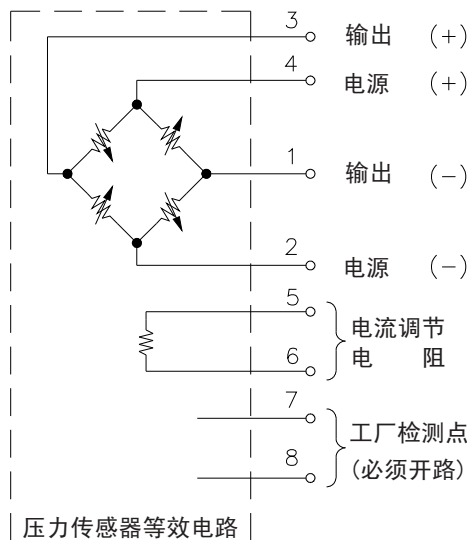 3 输出 (+)
4 电源 (+)
1 输出 (-)
2 电源 (-)
5 电流调节
6 电 阻
7 工厂检测点
8 (必须开路)
压力传感器等效电路